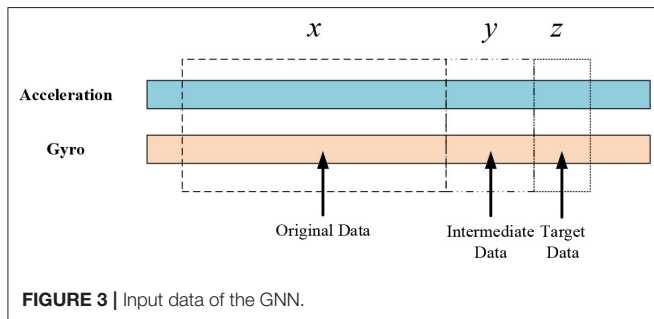 x y z
Acceleration
Gyro
Original Data
Intermediate Data
Target Data
FIGURE 3 | Input data of the GNN.